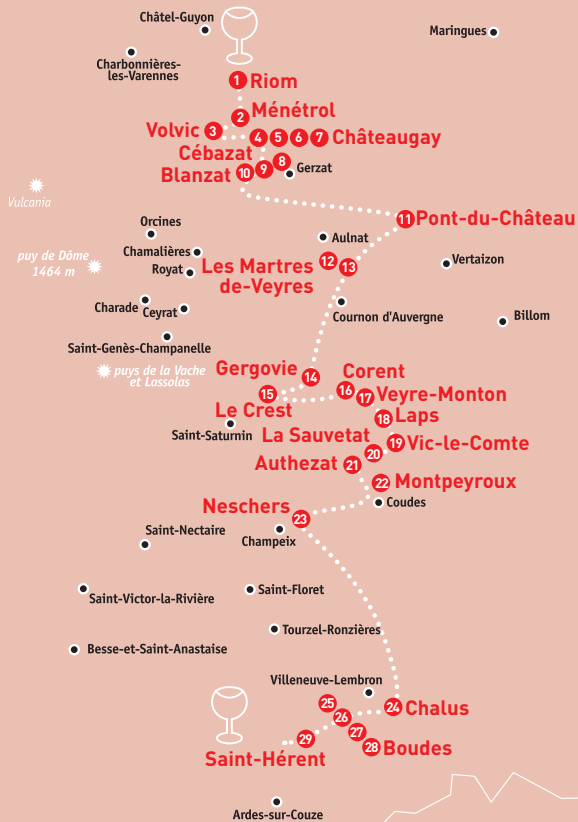 Châtel-Guyon
Maringues
Charbonnières-
les-Varennes
1 Riom
2 Ménétrol
Volvic 3
4 5 6 7 Châteaugay
Cébazat 9 8
Gerzat
Blanzat 10
Vulcania
11 Pont-du-Château
Orcines
Aulnat
Chamalières
puy de Dôme
1464 m
Royat
Les Martres
de-Veyres
12 13
Vertaizon
Charade
Ceyrat
Cournon d'Auvergne
Billom
Saint-Genès-Champanelle
puys de la Vache
et Lassolas
Gergovie 14
Corent
15
16
17 Veyre-Monton
Le Crest
18 Laps
Saint-Saturnin
La Sauvetat 20
19 Vic-le-Comte
Authezat 21
22 Montpeyroux
Coudes
Neschers
23
Saint-Nectaire
Champeix
Saint-Victor-la-Rivière
Saint-Floret
Tourzel-Ronzières
Besse-et-Saint-Anastaise
Villeneuve-Lembron
25
24 Chalus
26
27
29
28 Boudes
Saint-Hérent
Ardes-sur-Couze